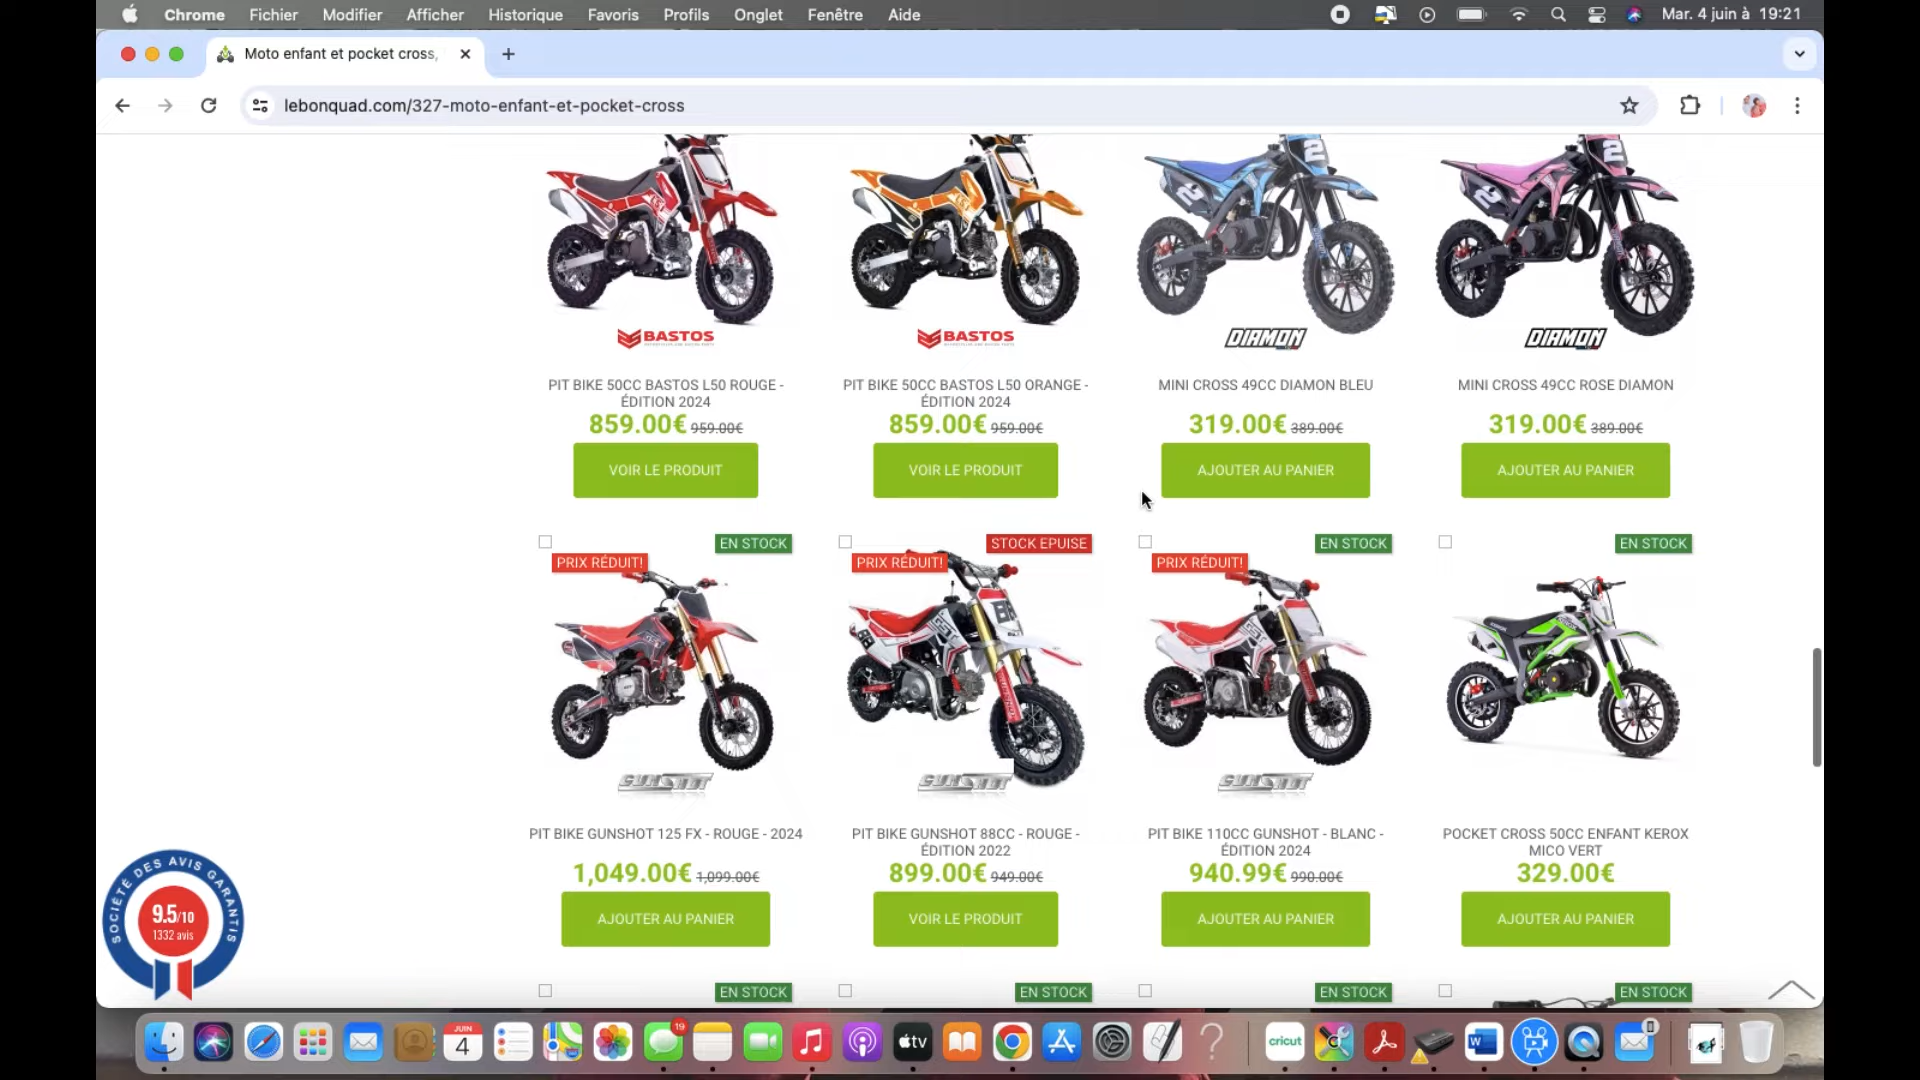 Chrome Fichier Modifier Afficher Historique Favoris Profils Onglet Fenêtre Aide Mar. 4 juin à 19:21
Moto enfant et pocket cross,
lebonquad.com/327-moto-enfant-et-pocket-cross
BASTOS BASTOS DIAMON DIAMON
PIT BIKE 50CC BASTOS L50 ROUGE - PIT BIKE 50CC BASTOS L50 ORANGE - MINI CROSS 49CC DIAMON BLEU MINI CROSS 49CC ROSE DIAMON
ÉDITION 2024 ÉDITION 2024
859.00€ 959.00€ 859.00€ 959.00€ 319.00€ 389.00€ 319.00€ 389.00€
VOIR LE PRODUIT VOIR LE PRODUIT AJOUTER AU PANIER AJOUTER AU PANIER
EN STOCK STOCK EPUISE EN STOCK EN STOCK
PRIX RÉDUIT! PRIX RÉDUIT! PRIX RÉDUIT!
GUNSHOT GUNSHOT GUNSHOT
PIT BIKE GUNSHOT 125 FX - ROUGE - 2024 PIT BIKE GUNSHOT 88CC - ROUGE - PIT BIKE 110CC GUNSHOT - BLANC - POCKET CROSS 50CC ENFANT KEROX
ÉDITION 2022 ÉDITION 2024 MICO VERT
1,049.00€ 1,099.00€ 899.00€ 949.00€ 940.99€ 990.00€ 329.00€
AJOUTER AU PANIER VOIR LE PRODUIT AJOUTER AU PANIER AJOUTER AU PANIER
SOCIÉTÉ DES AVIS GARANTIS
9.5/10
1332 avis
EN STOCK EN STOCK EN STOCK EN STOCK
JUIN
4
19
tv
cricut
W